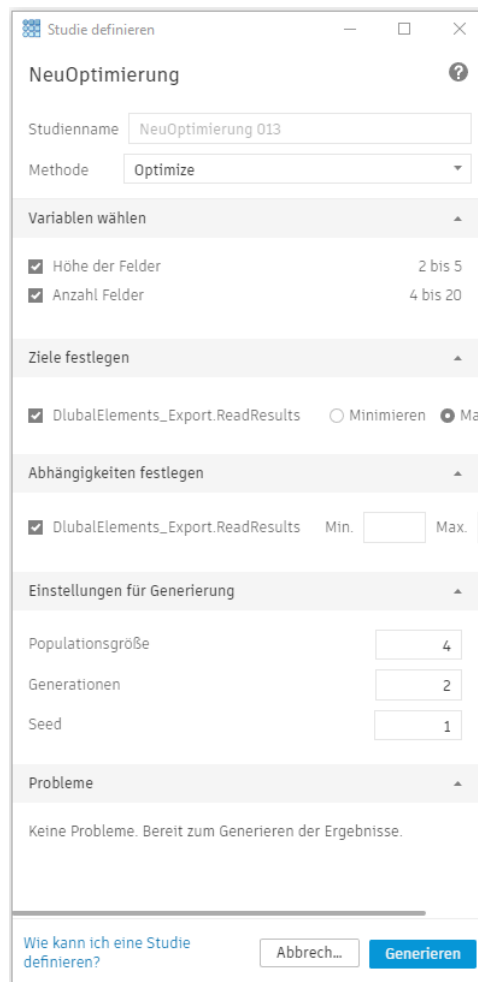 Studie definieren
NeuOptimierung
Studienname NeuOptimierung 013
Methode Optimize
Variablen wählen
Höhe der Felder 2 bis 5
Anzahl Felder 4 bis 20
Ziele festlegen
DlubalElements_Export.ReadResults Minimieren Ma
Abhängigkeiten festlegen
DlubalElements_Export.ReadResults Min. Max.
Einstellungen für Generierung
Populationsgröße 4
Generationen 2
Seed 1
Probleme
Keine Probleme. Bereit zum Generieren der Ergebnisse.
Wie kann ich eine Studie
definieren?
Abbrech... Generieren